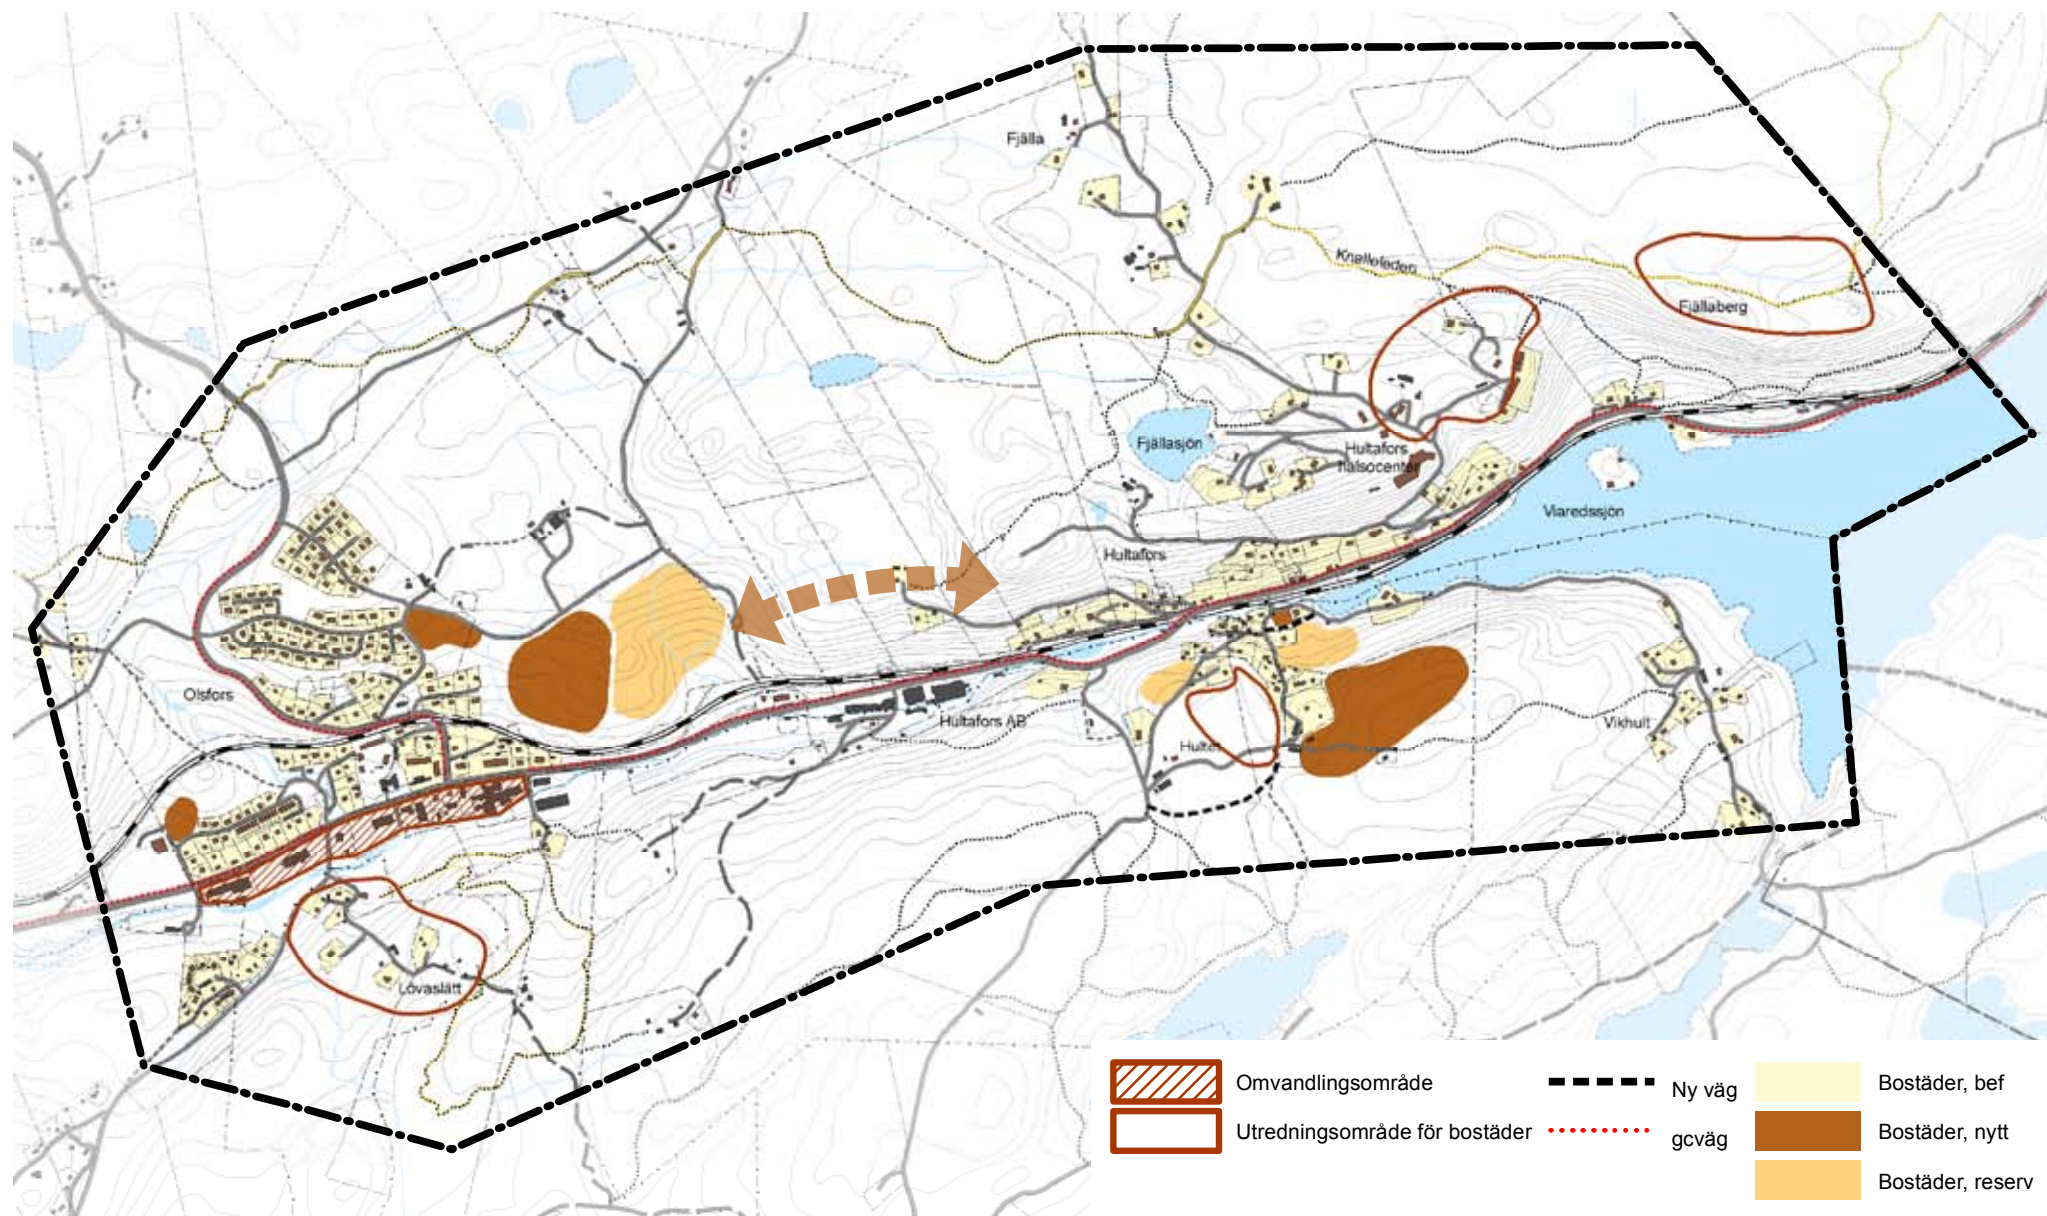 Fjälla
Knalleleden
Fjällaberg
Fjällasjön
Hultafors
hälsocenter
Viaredssjön
Hultafors
Olsfors
Hultafors AB
Hultet
Vikhult
Lövaslätt
Omvandlingsområde
Utredningsområde för bostäder
Ny väg
gcväg
Bostäder, bef
Bostäder, nytt
Bostäder, reserv